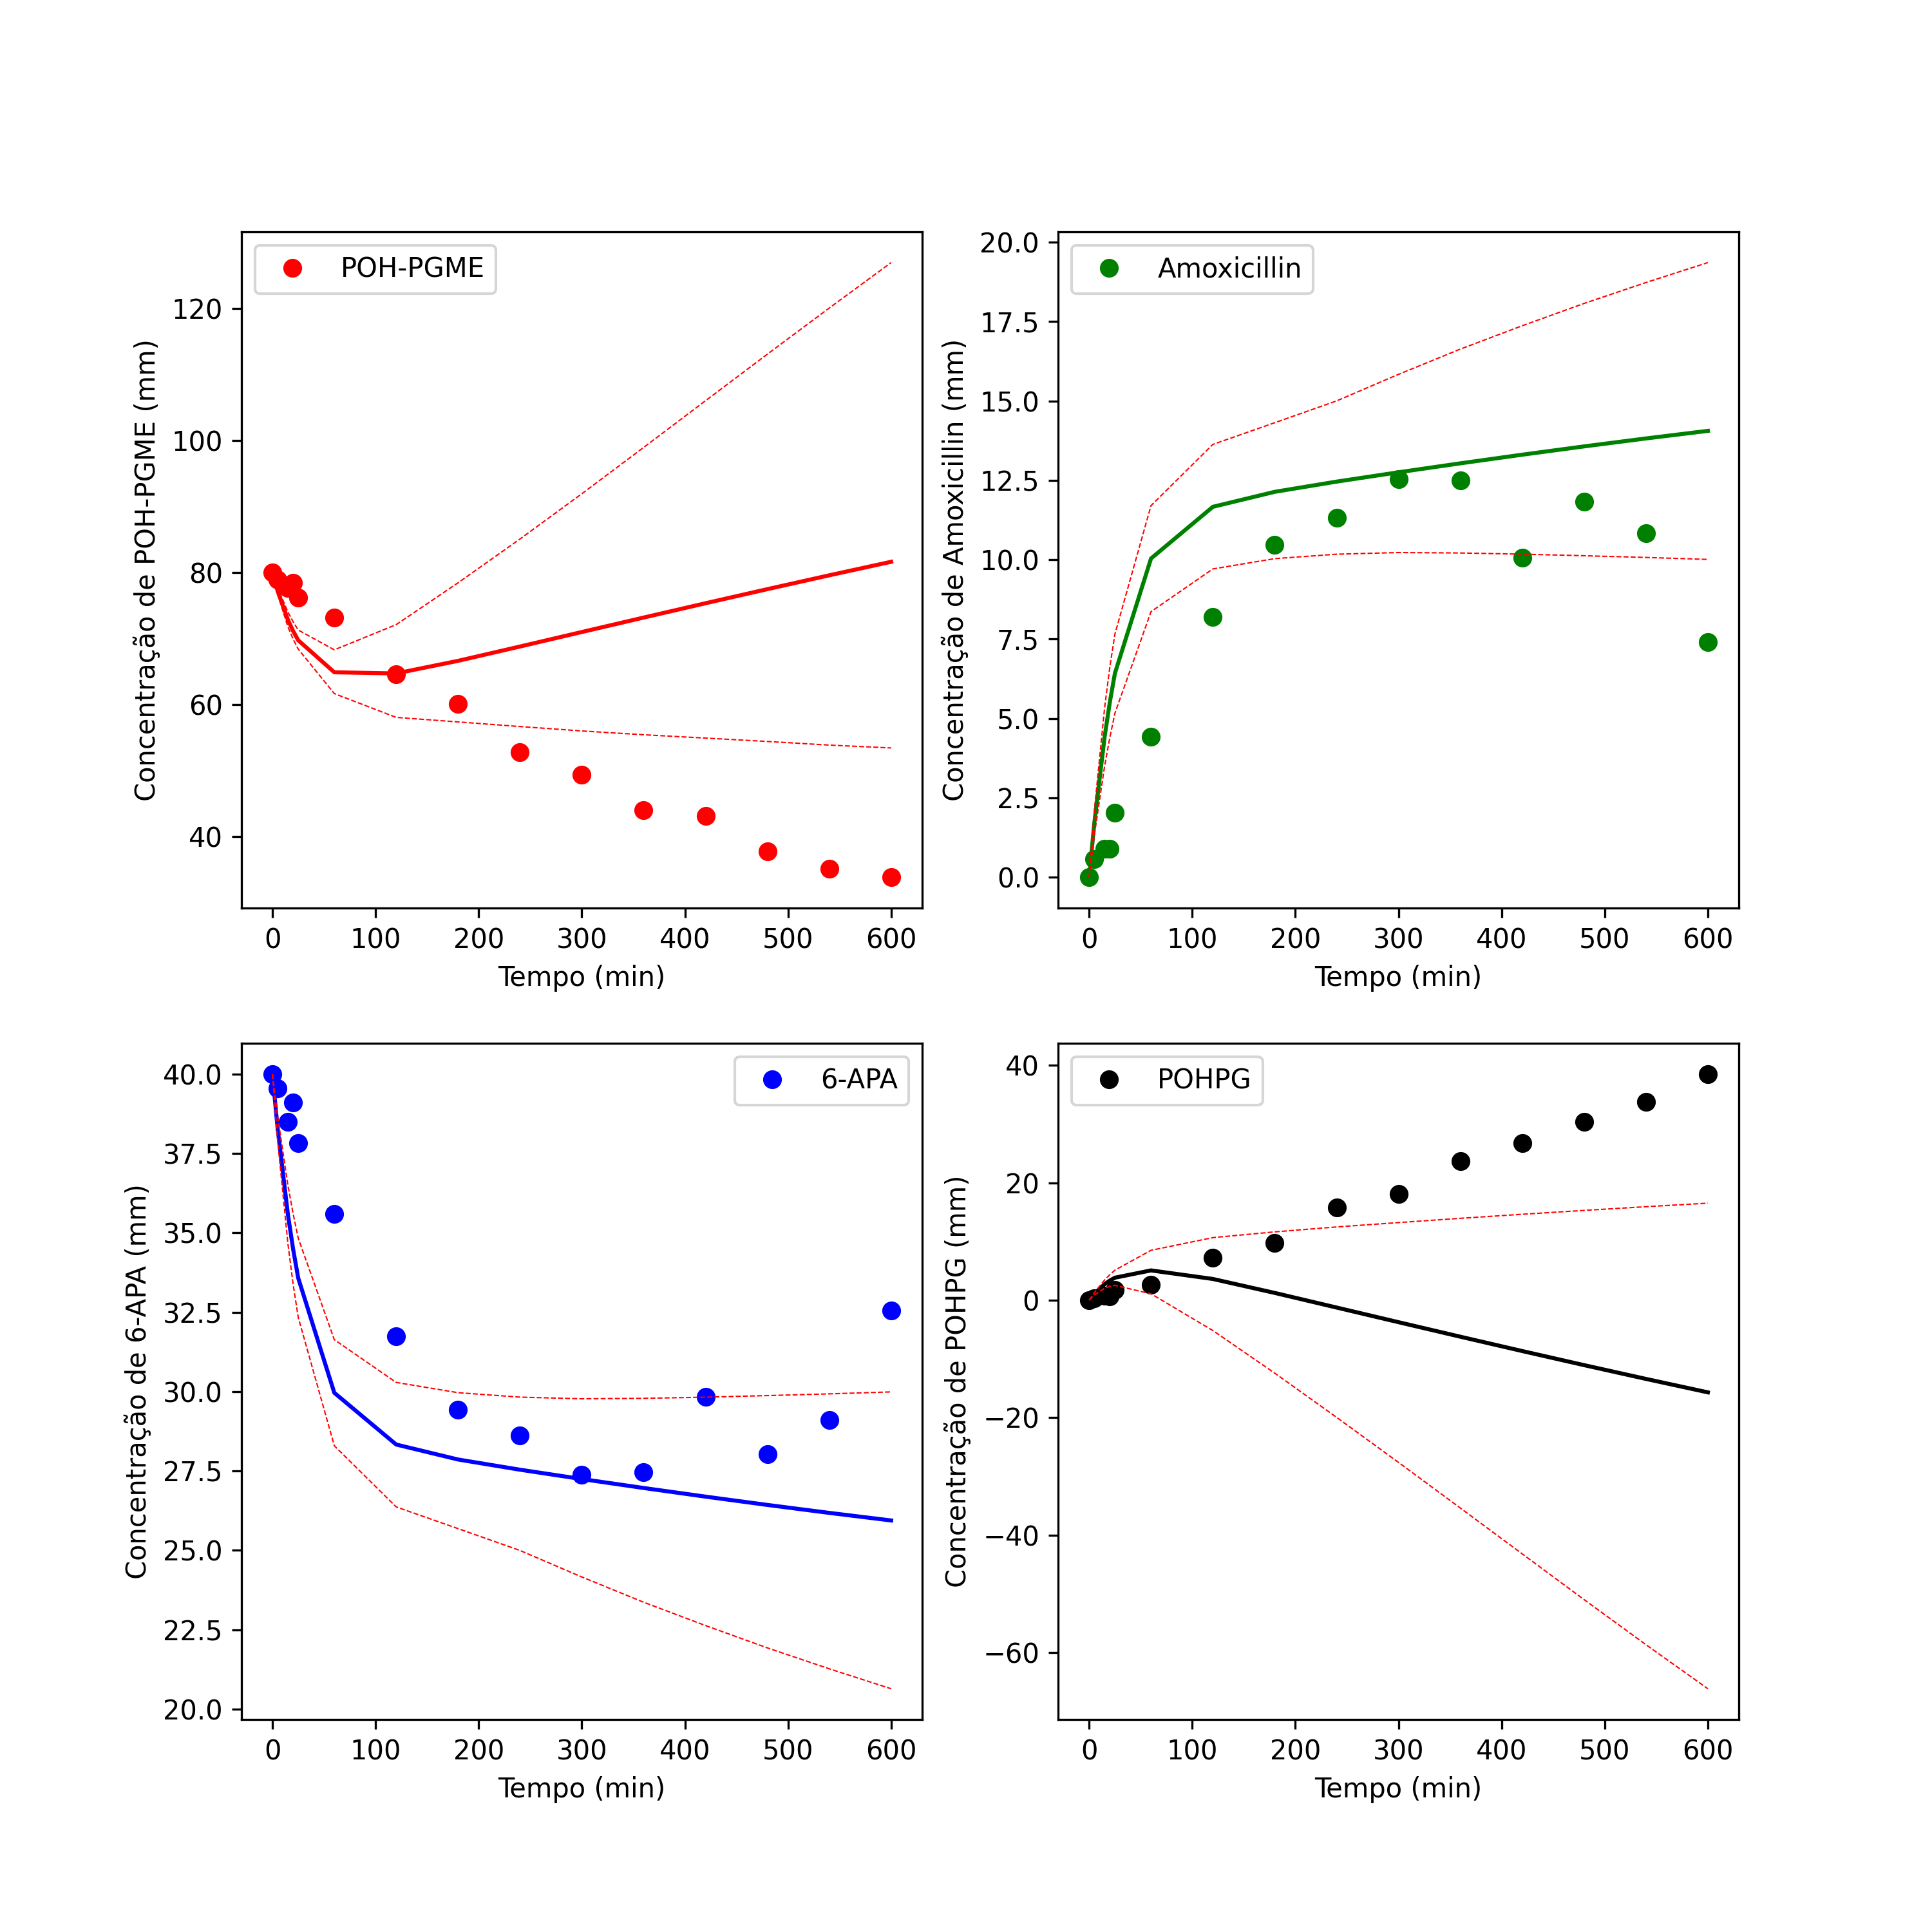 POH-PGME
Concentração de POH-PGME (mm)
120
100
80
60
40
0 100 200 300 400 500 600
Tempo (min)
Amoxicillin
Concentração de Amoxicillin (mm)
20.0
17.5
15.0
12.5
10.0
7.5
5.0
2.5
0.0
0 100 200 300 400 500 600
Tempo (min)
6-APA
Concentração de 6-APA (mm)
40.0
37.5
35.0
32.5
30.0
27.5
25.0
22.5
20.0
0 100 200 300 400 500 600
Tempo (min)
POHPG
Concentração de POHPG (mm)
40
20
0
−20
−40
−60
0 100 200 300 400 500 600
Tempo (min)